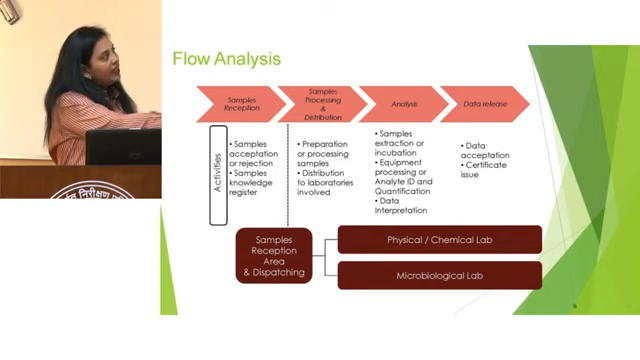 Flow Analysis
Samples
Reception
Samples
Processing
&
Distribution
Analysis
Data release
Activities
• Samples
acceptation
or rejection
• Samples
knowledge
register
• Preparation
or processing
samples
• Distribution
to laboratories
involved
• Samples
extraction or
incubation
• Equipment
processing or
Analyte ID and
Quantification
• Data
Interpretation
• Data
acceptation
• Certificate
issue
Samples
Reception
Area
& Dispatching
Physical / Chemical Lab
Microbiological Lab
निरीक्षण